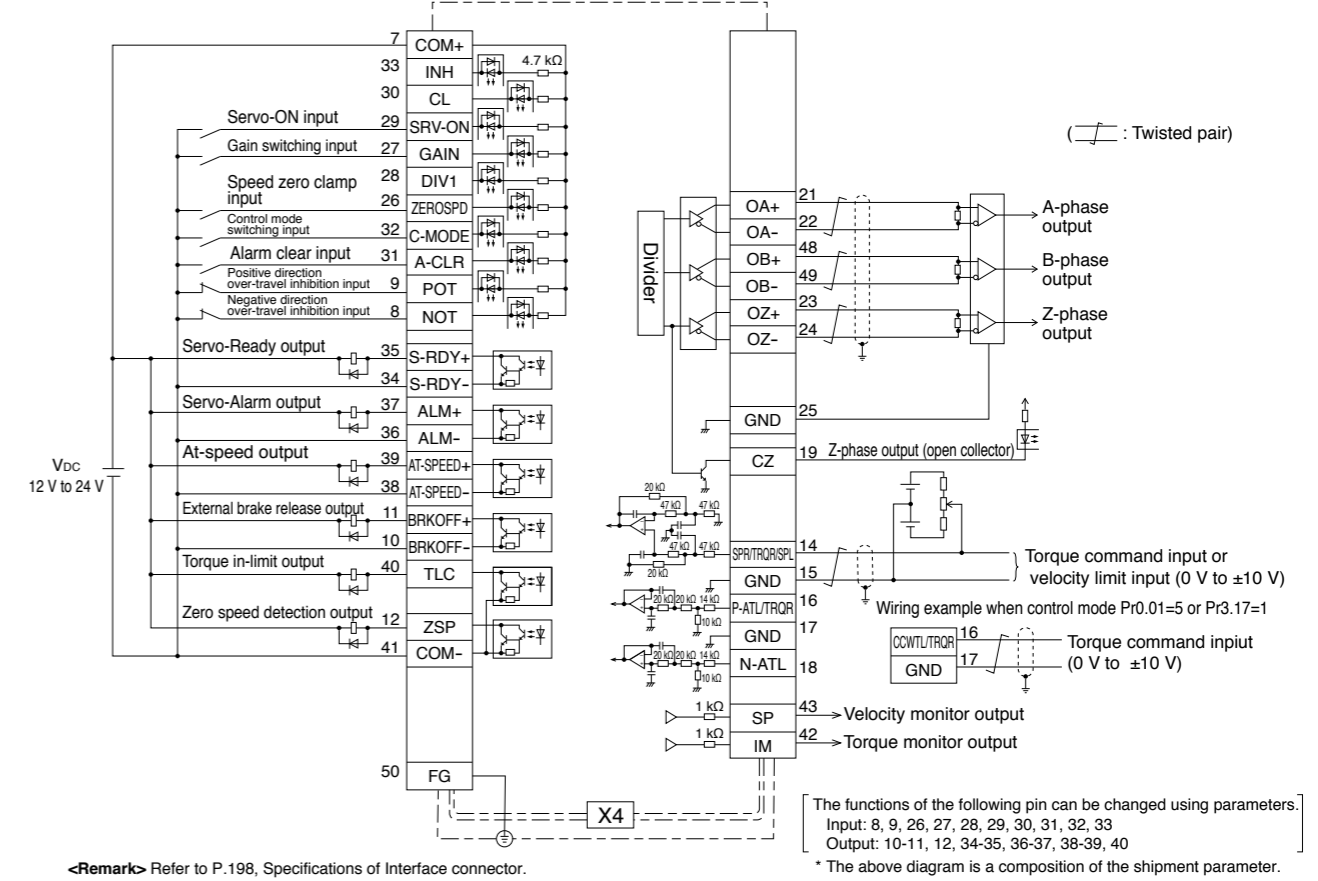 7 COM+
33 INH 4.7 kΩ
30 CL
Servo-ON input 29 SRV-ON
Gain switching input 27 GAIN
28 DIV1
Speed zero clamp
input 26 ZEROSPD
Control mode
switching input 32 C-MODE
Alarm clear input 31 A-CLR
Positive direction
over-travel inhibition input 9 POT
Negative direction
over-travel inhibition input 8 NOT
Servo-Ready output 35 S-RDY+
34 S-RDY-
Servo-Alarm output 37 ALM+
36 ALM-
At-speed output 39 AT-SPEED+
38 AT-SPEED-
External brake release output 11 BRKOFF+
10 BRKOFF-
Torque in-limit output 40 TLC
Zero speed detection output 12 ZSP
41 COM-
VDC
12 V to 24 V
50 FG
X4
( : Twisted pair)
Divider
OA+ 21
OA- 22
A-phase
output
OB+ 48
OB- 49
B-phase
output
OZ+ 23
OZ- 24
Z-phase
output
GND 25
CZ 19 Z-phase output (open collector)
20 kΩ
47 kΩ 47 kΩ
47 kΩ 47 kΩ
20 kΩ
SPR/TRQR/SPL 14
GND 15
Torque command input or
velocity limit input (0 V to ±10 V)
20 kΩ 20 kΩ 14 kΩ
10 kΩ
P-ATL/TRQR 16
GND 17
20 kΩ 20 kΩ 14 kΩ
10 kΩ
N-ATL 18
Wiring example when control mode Pr0.01=5 or Pr3.17=1
CCWTL/TRQR 16
GND 17
Torque command inpiut
(0 V to ±10 V)
1 kΩ SP 43 Velocity monitor output
1 kΩ IM 42 Torque monitor output
The functions of the following pin can be changed using parameters.
Input: 8, 9, 26, 27, 28, 29, 30, 31, 32, 33
Output: 10-11, 12, 34-35, 36-37, 38-39, 40
* The above diagram is a composition of the shipment parameter.
<Remark> Refer to P.198, Specifications of Interface connector.